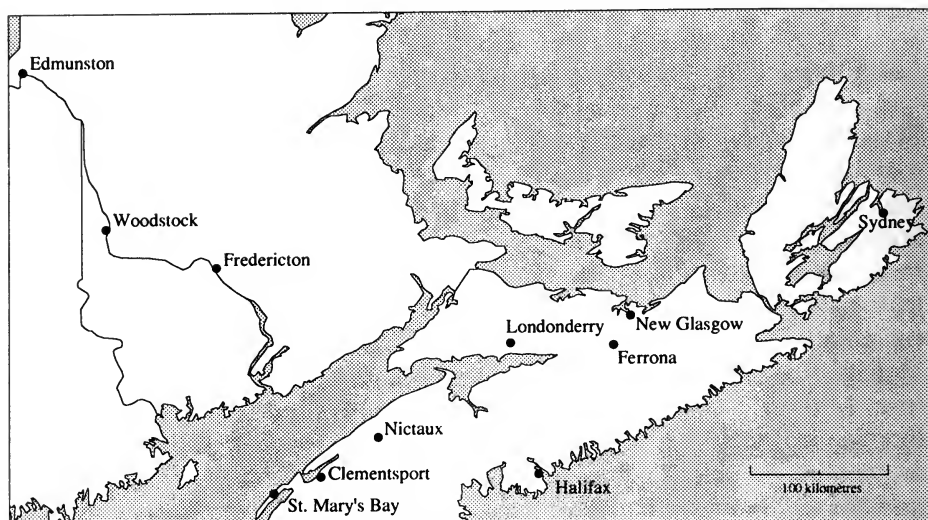 Edmunston
Woodstock
Fredericton
Sydney
New Glasgow
Londonderry
Ferrona
Nictaux
Clementsport
Halifax
St. Mary's Bay
100 kilometres